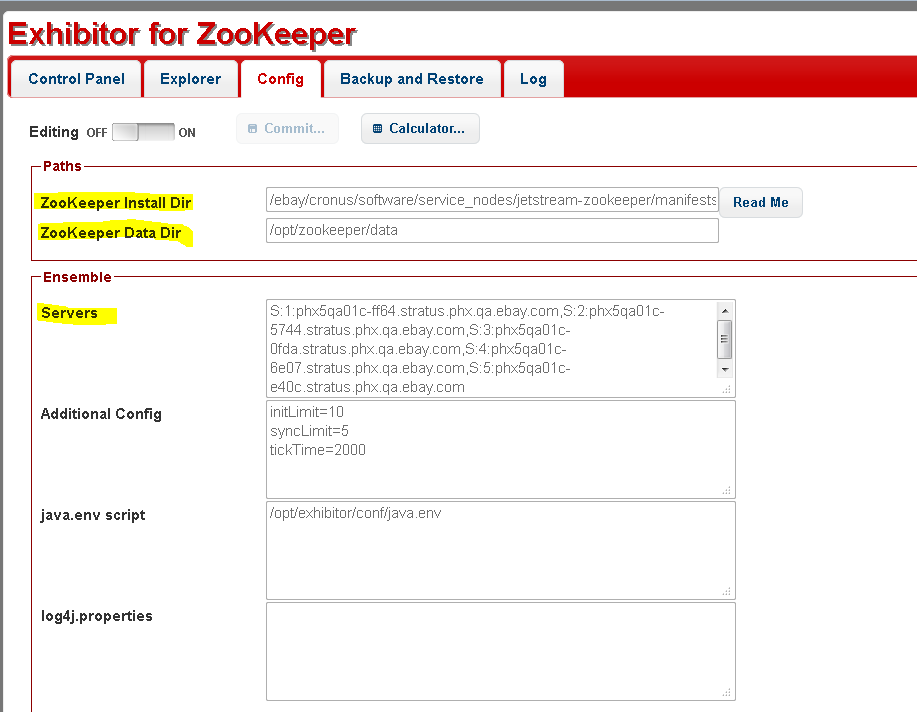 Exhibitor for ZooKeeper
Control Panel Explorer Config Backup and Restore Log
Editing OFF ON Commit... Calculator...
Paths
ZooKeeper Install Dir /ebay/cronus/software/service_nodes/jetstream-zookeeper/manifests Read Me
ZooKeeper Data Dir /opt/zookeeper/data
Ensemble
Servers S:1:phx5qa01c-ff64.stratus.phx.qa.ebay.com,S:2:phx5qa01c-
5744.stratus.phx.qa.ebay.com,S:3:phx5qa01c-
0fda.stratus.phx.qa.ebay.com,S:4:phx5qa01c-
6e07.stratus.phx.qa.ebay.com,S:5:phx5qa01c-
e40c.stratus.phx.qa.ebay.com
Additional Config initLimit=10
syncLimit=5
tickTime=2000
java.env script /opt/exhibitor/conf/java.env
log4j.properties